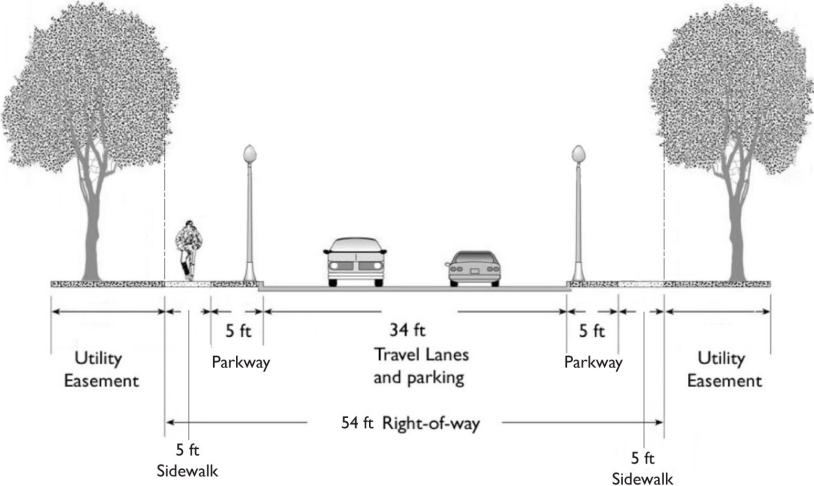 5 ft
34 ft
5 ft
Utility
Easement
Parkway
Travel Lanes
and parking
Parkway
Utility
Easement
54 ft Right-of-way
5 ft
Sidewalk
5 ft
Sidewalk